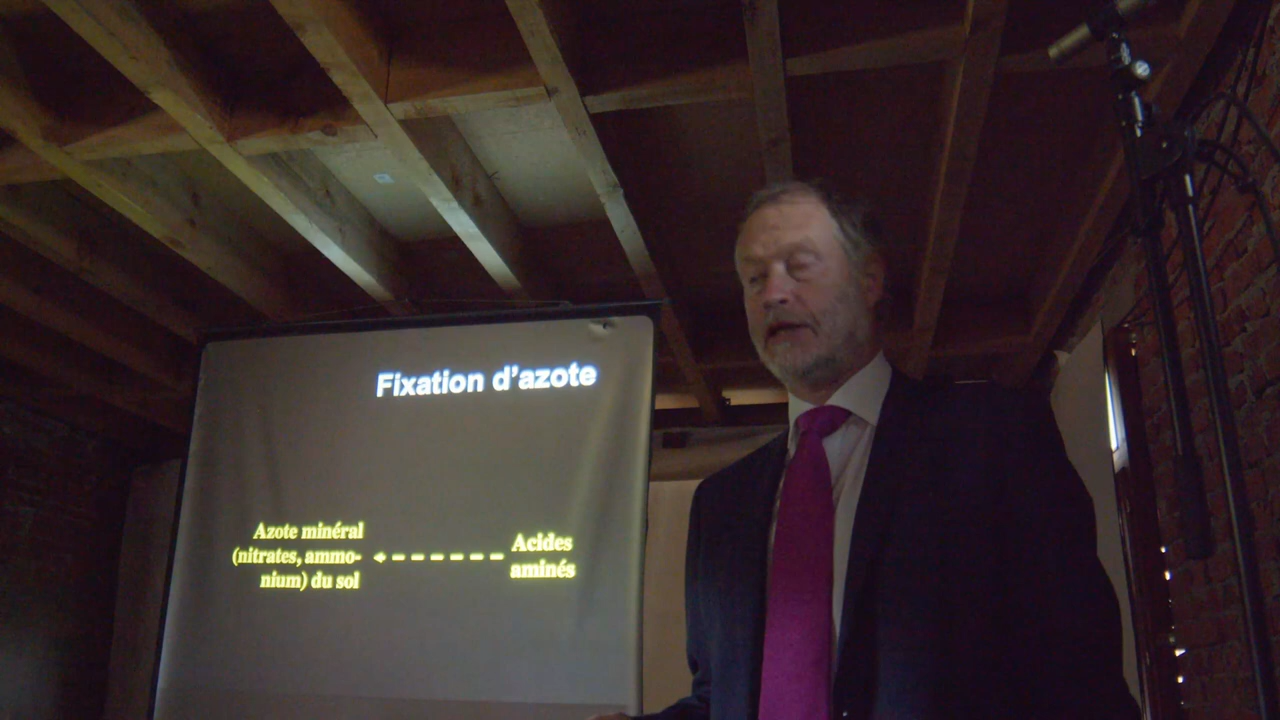 Fixation d’azote
Azote minéral
(nitrates, ammo-
nium) du sol
Acides
aminés